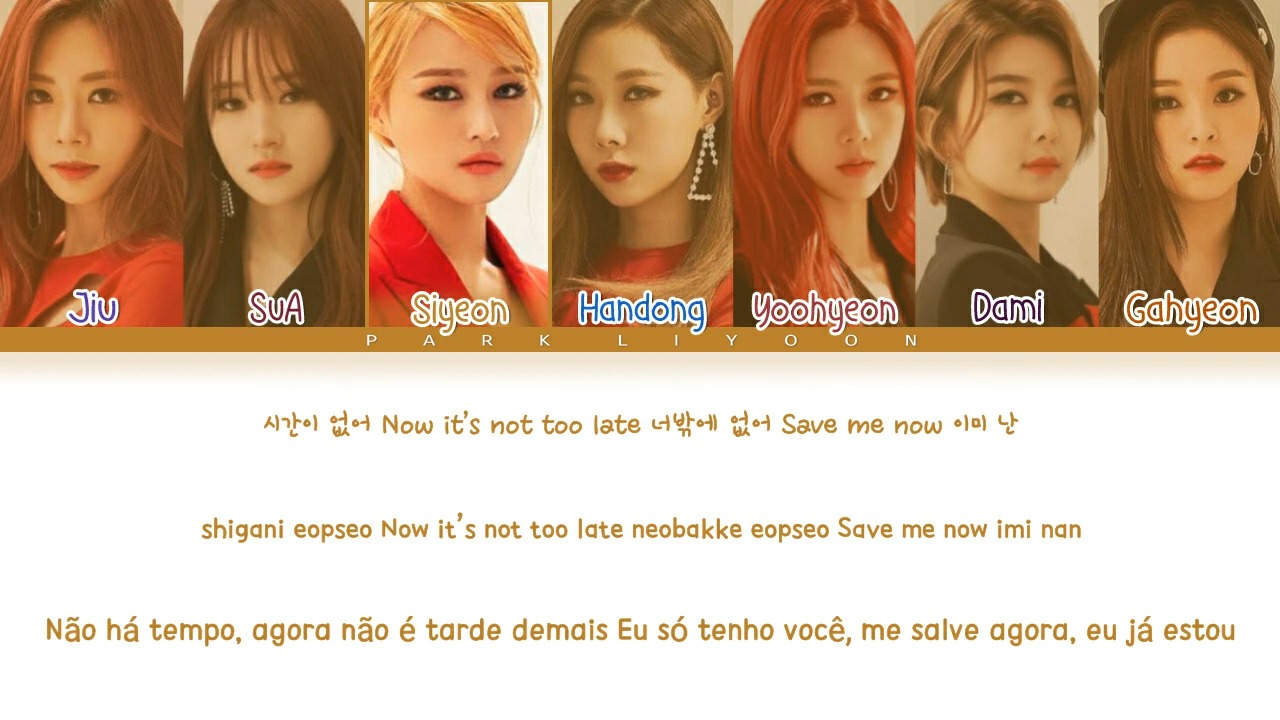 Jiu
SuA
Siyeon
Handong
Yoohyeon
Dami
Gahyeon
PARK LIYOON
시간이 없어 Now it's not too late 너밖에 없어 Save me now 이미 난
shigani eopseo Now it's not too late neobakke eopseo Save me now imi nan
Não há tempo, agora não é tarde demais Eu só tenho você, me salve agora, eu já estou